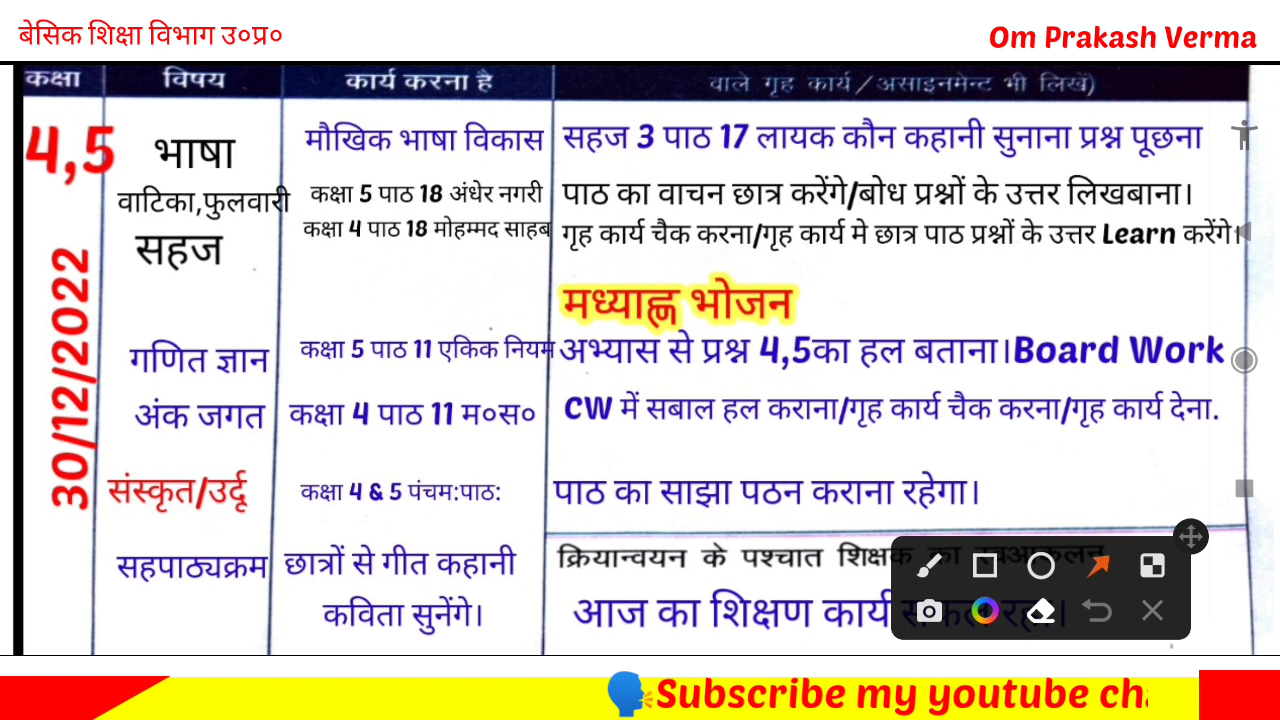 बेसिक शिक्षा विभाग उ०प्र०
Om Prakash Verma
कक्षा विषय कार्य करना है वाले गृह कार्य / असाइनमेन्ट भी लिखें)
4,5
30/12/2022
भाषा मौखिक भाषा विकास सहज 3 पाठ 17 लायक कौन कहानी सुनाना प्रश्न पूछना
वाटिका,फुलवारी कक्षा 5 पाठ 18 अंधेर नगरी पाठ का वाचन छात्र करेंगे/बोध प्रश्नों के उत्तर लिखबाना।
सहज कक्षा 4 पाठ 18 मोहम्मद साहब गृह कार्य चैक करना/गृह कार्य मे छात्र पाठ प्रश्नों के उत्तर Learn करेंगे।
मध्याह्न भोजन
गणित ज्ञान कक्षा 5 पाठ 11 एकिक नियम अभ्यास से प्रश्न 4,5का हल बताना।Board Work
अंक जगत कक्षा 4 पाठ 11 म०स० CW में सबाल हल कराना/गृह कार्य चैक करना/गृह कार्य देना.
संस्कृत/उर्दू कक्षा 4 & 5 पंचम:पाठ: पाठ का साझा पठन कराना रहेगा।
क्रियान्वयन के पश्चात शिक्षक का स्वआकलन
सहपाठ्यक्रम छात्रों से गीत कहानी
कविता सुनेंगे।
आज का शिक्षण कार्य सफल रहा।
Subscribe my youtube